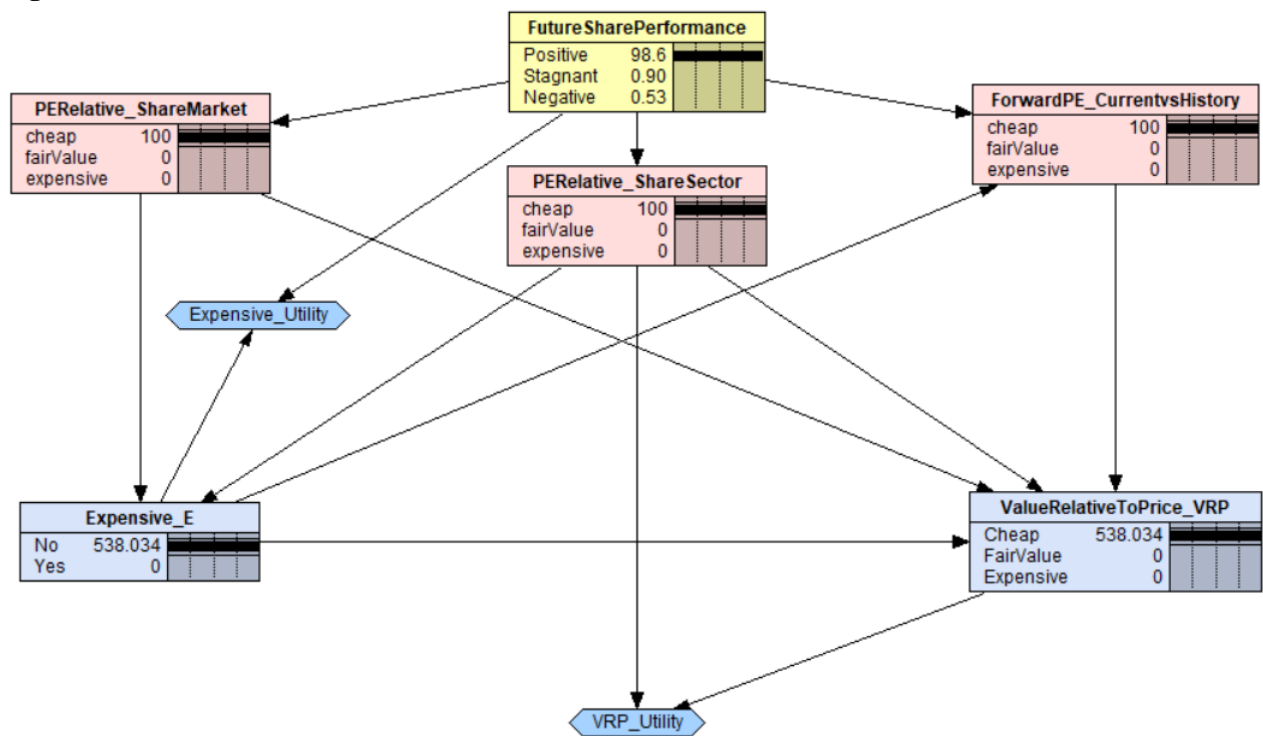 FutureSharePerformance
Positive 98.6
Stagnant 0.90
Negative 0.53
PERelative_ShareMarket
cheap 100
fairValue 0
expensive 0
ForwardPE_CurrentvsHistory
cheap 100
fairValue 0
expensive 0
PERelative_ShareSector
cheap 100
fairValue 0
expensive 0
Expensive_Utility
Expensive_E
No 538.034
Yes 0
ValueRelativeToPrice_VRP
Cheap 538.034
FairValue 0
Expensive 0
VRP_Utility